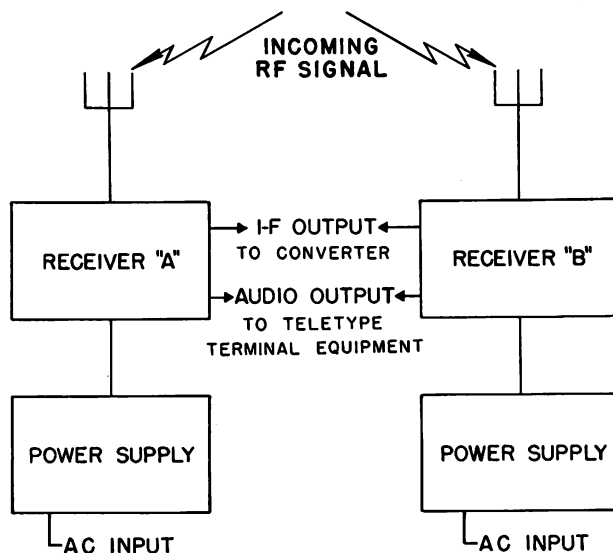 INCOMING
RF SIGNAL
RECEIVER "A"
I-F OUTPUT
TO CONVERTER
AUDIO OUTPUT
TO TELETYPE
TERMINAL EQUIPMENT
RECEIVER "B"
POWER SUPPLY
POWER SUPPLY
AC INPUT
AC INPUT